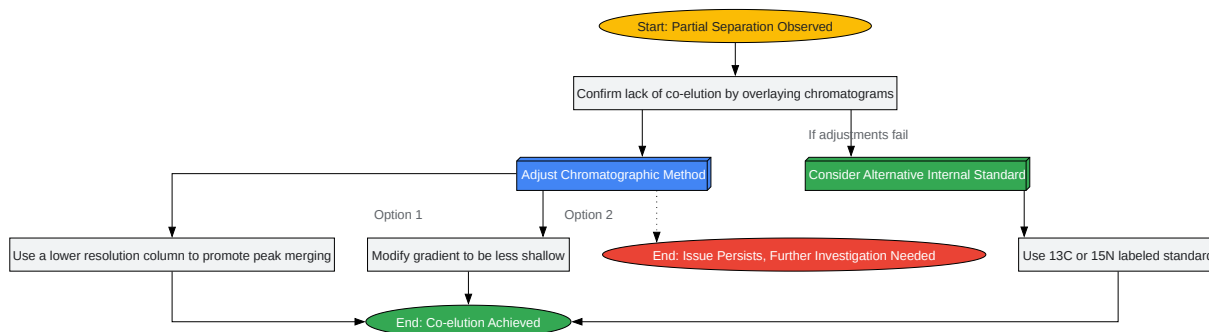 Start: Partial Separation Observed
Confirm lack of co-elution by overlaying chromatograms
If adjustments fail
Adjust Chromatographic Method
Consider Alternative Internal Standard
Option 1
Option 2
Use a lower resolution column to promote peak merging
Modify gradient to be less shallow
End: Issue Persists, Further Investigation Needed
Use 13C or 15N labeled standard
End: Co-elution Achieved